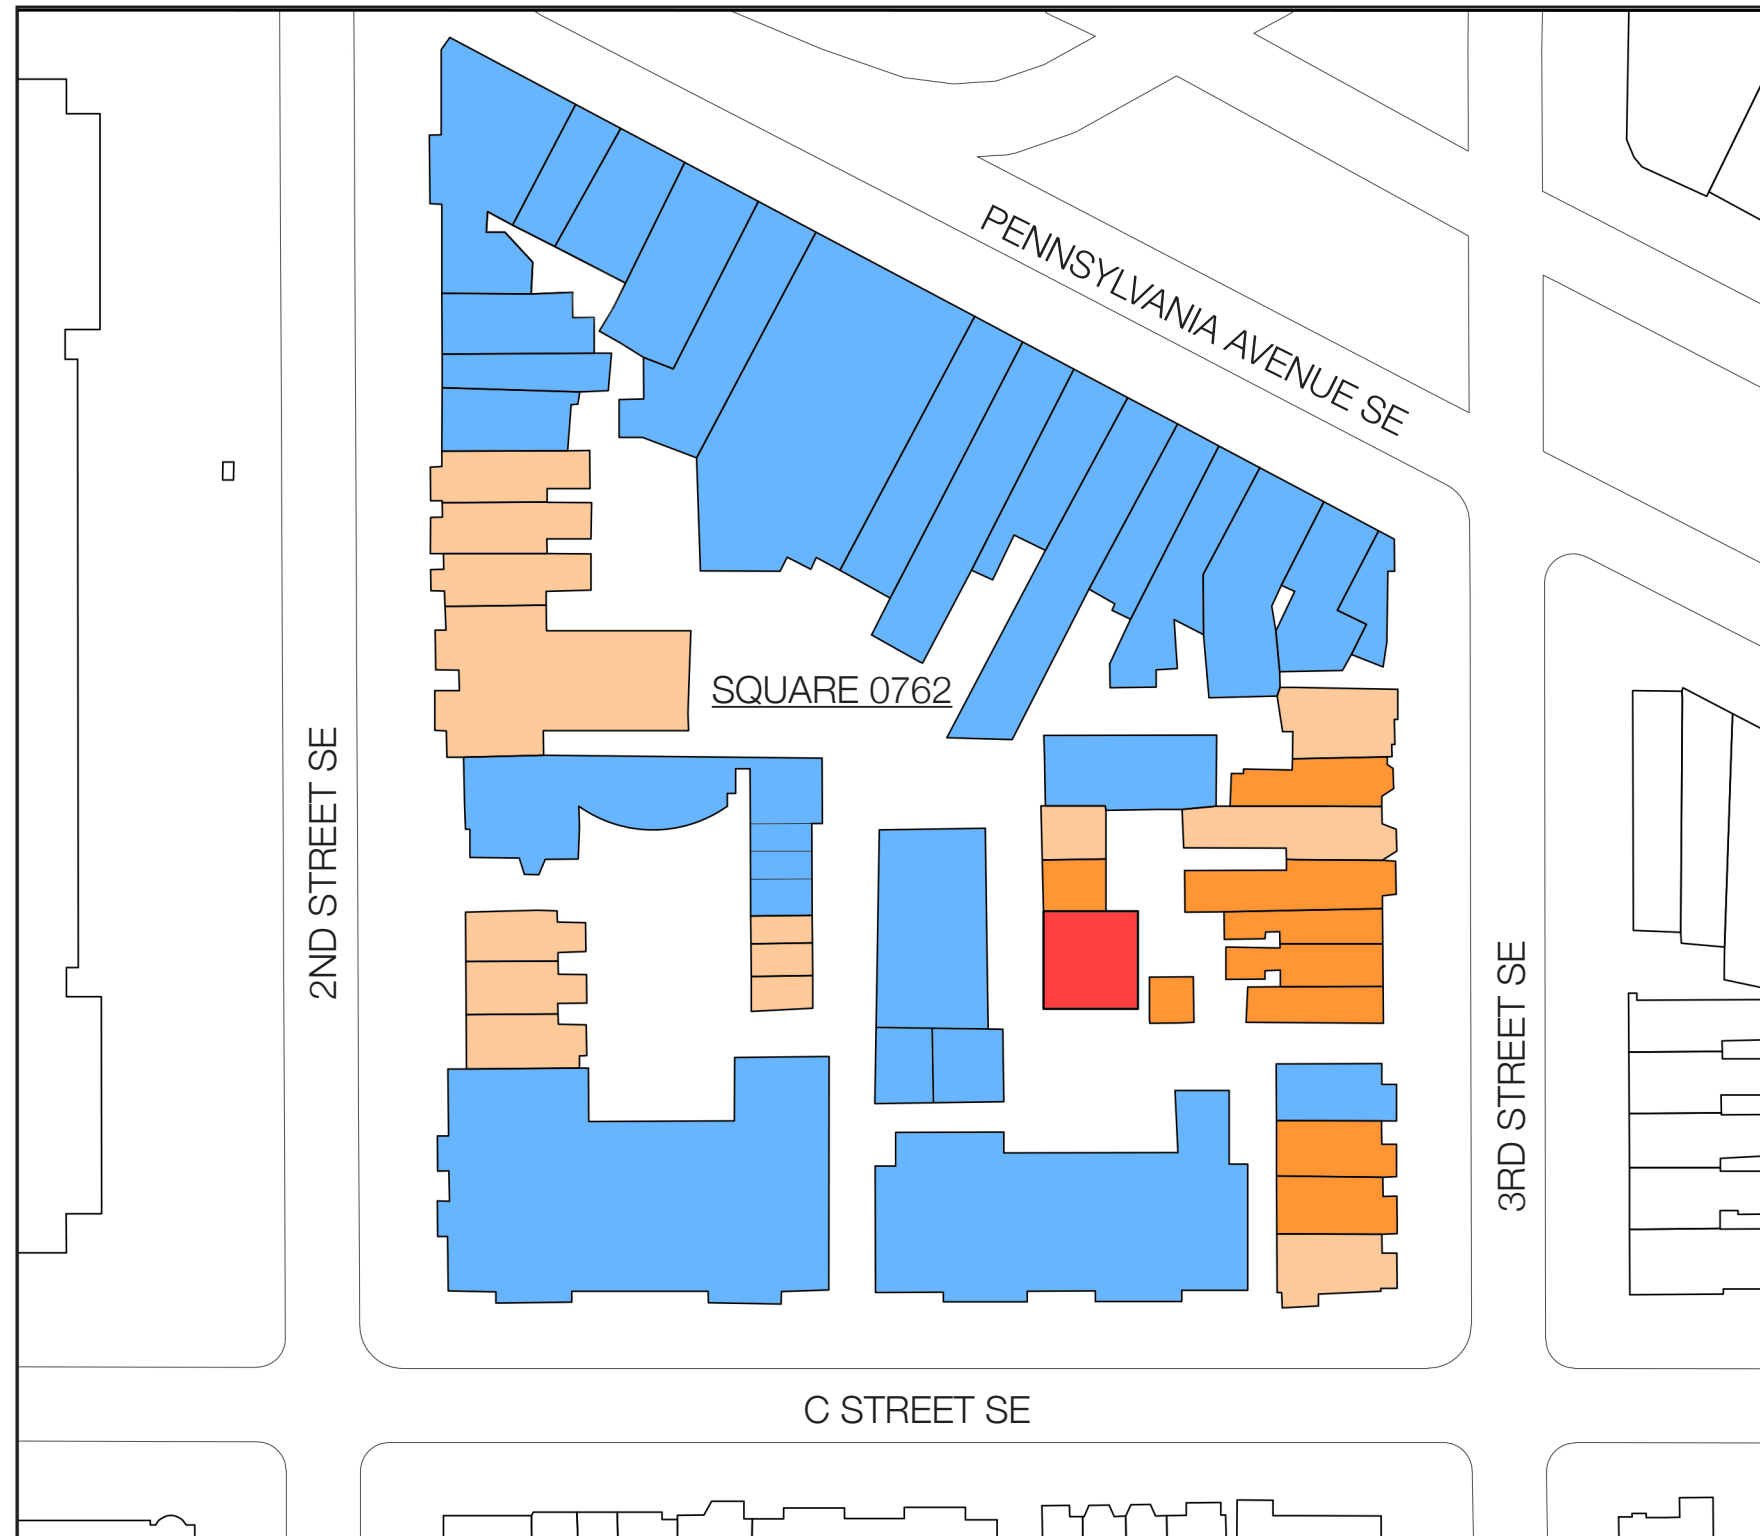 PENNSYLVANIA AVENUE SE
SQUARE 0762
2ND STREET SE
3RD STREET SE
C STREET SE